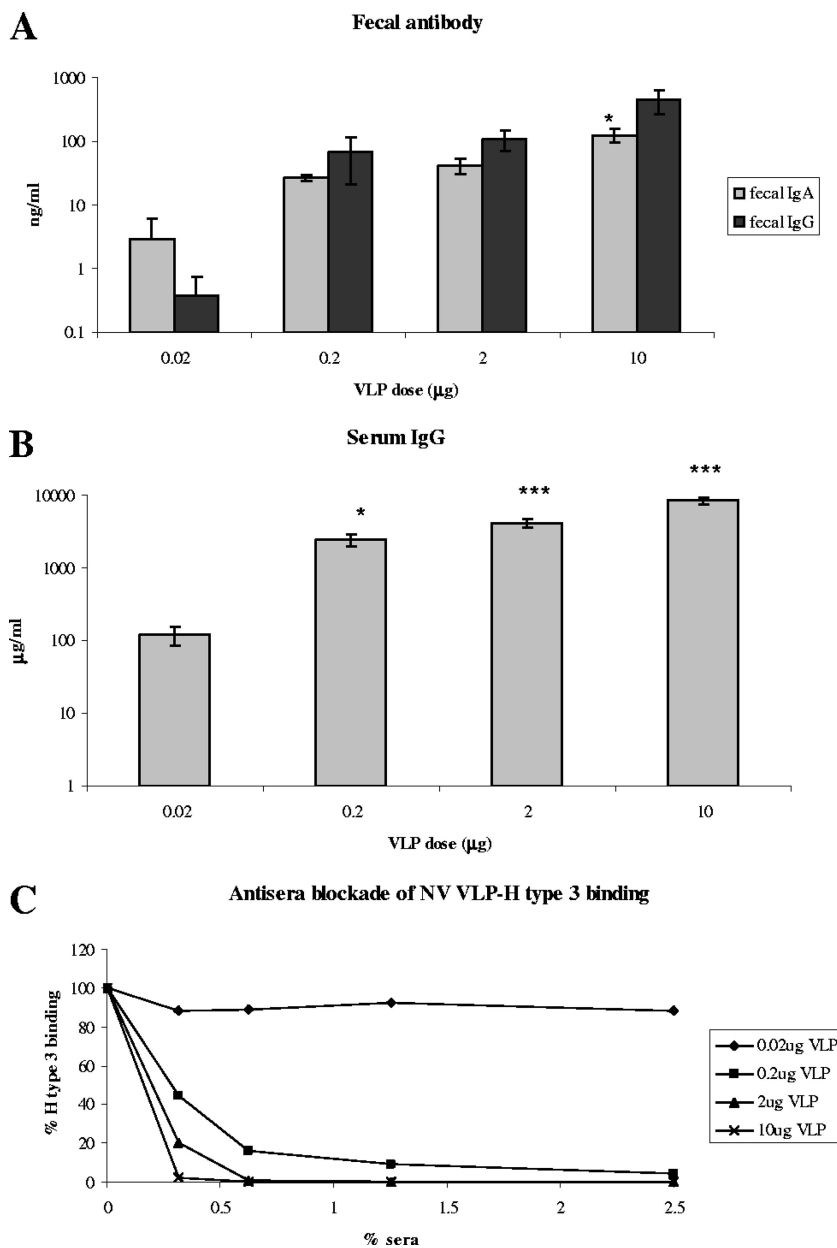 A
Fecal antibody
1000
100
10
1
0.1
ng/ml
*
fecal IgA
fecal IgG
0.02 0.2 2 10
VLP dose (μg)
B
Serum IgG
10000
1000
100
10
1
μg/ml
* *** ***
0.02 0.2 2 10
VLP dose (μg)
C
Antisera blockade of NV VLP-H type 3 binding
120
100
80
60
40
20
0
% H type 3 binding
0.02ug VLP
0.2ug VLP
2ug VLP
10ug VLP
0 0.5 1 1.5 2 2.5
% sera